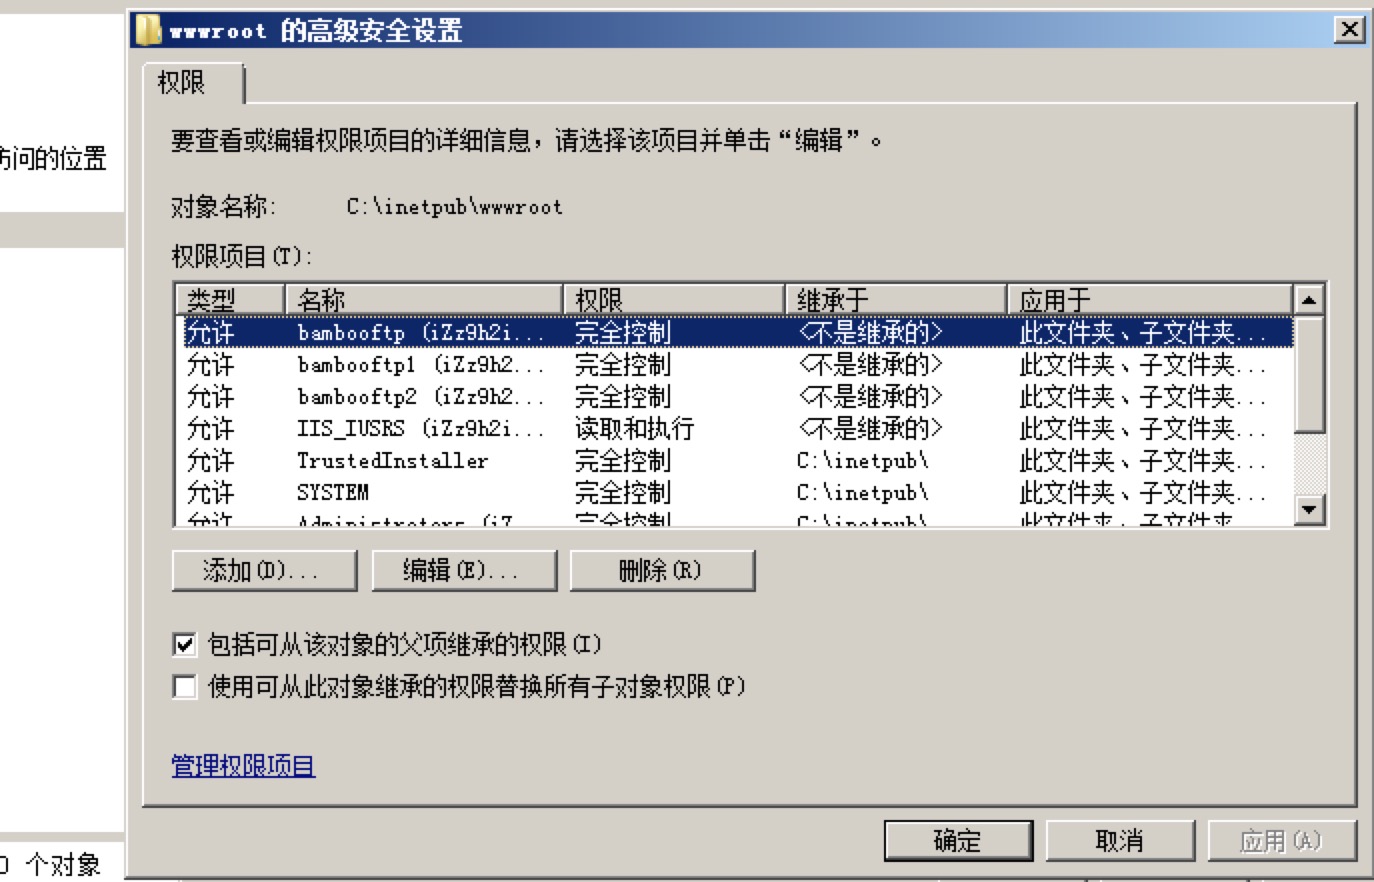 wwwroot 的高级安全设置
权限
要查看或编辑权限项目的详细信息，请选择该项目并单击“编辑”。
问的位置
对象名称: C:\inetpub\wwwroot
权限项目(T):
类型 名称 权限 继承于 应用于
允许 bambooftp (iZz9h2i... 完全控制 <不是继承的> 此文件夹、子文件夹...
允许 bambooftp1 (iZz9h2... 完全控制 <不是继承的> 此文件夹、子文件夹...
允许 bambooftp2 (iZz9h2... 完全控制 <不是继承的> 此文件夹、子文件夹...
允许 IIS_IUSRS (iZz9h2i... 读取和执行 <不是继承的> 此文件夹、子文件夹...
允许 TrustedInstaller 完全控制 C:\inetpub\ 此文件夹、子文件夹...
允许 SYSTEM 完全控制 C:\inetpub\ 此文件夹、子文件夹...
允许 Administrators (iZ... 完全控制 C:\inetpub\ 此文件夹、子文件夹...
添加(D)... 编辑(E)... 删除(R)
包括可从该对象的父项继承的权限(I)
使用可从此对象继承的权限替换所有子对象权限(P)
管理权限项目
确定 取消 应用(A)
个对象